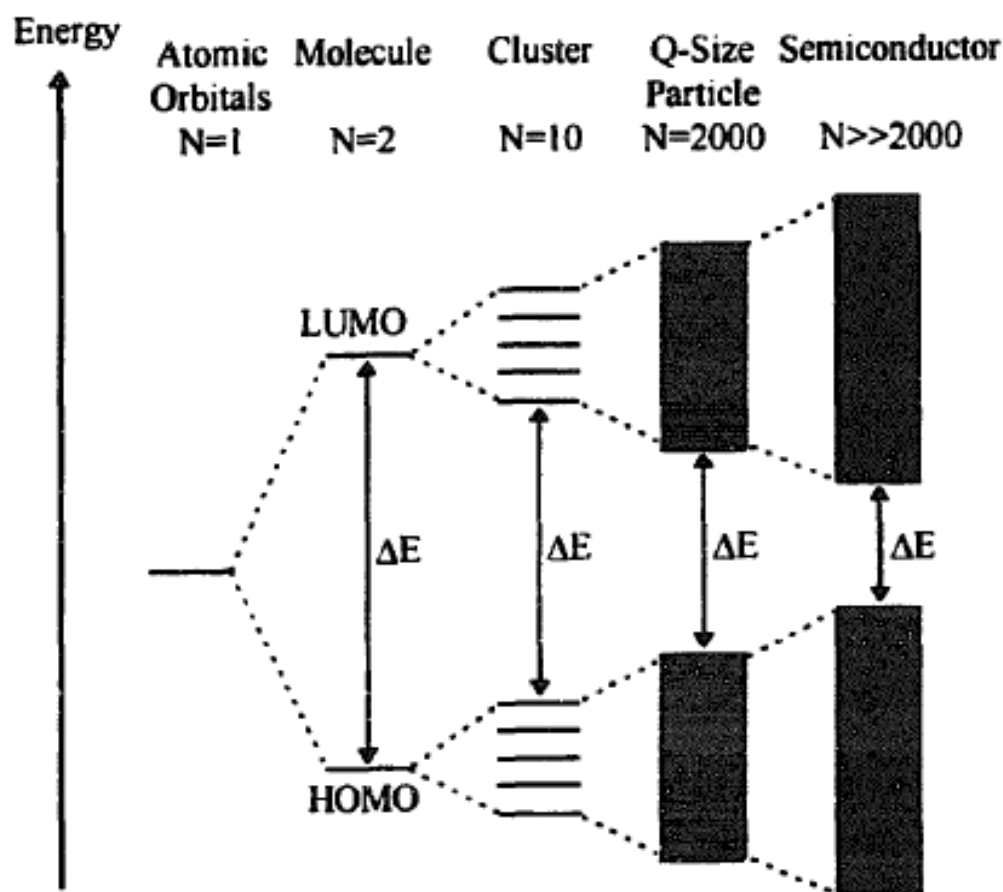 Energy
Atomic Orbitals N=1
Molecule N=2
Cluster N=10
Q-Size Particle N=2000
Semiconductor N>>2000
LUMO
ΔE
ΔE
ΔE
ΔE
HOMO